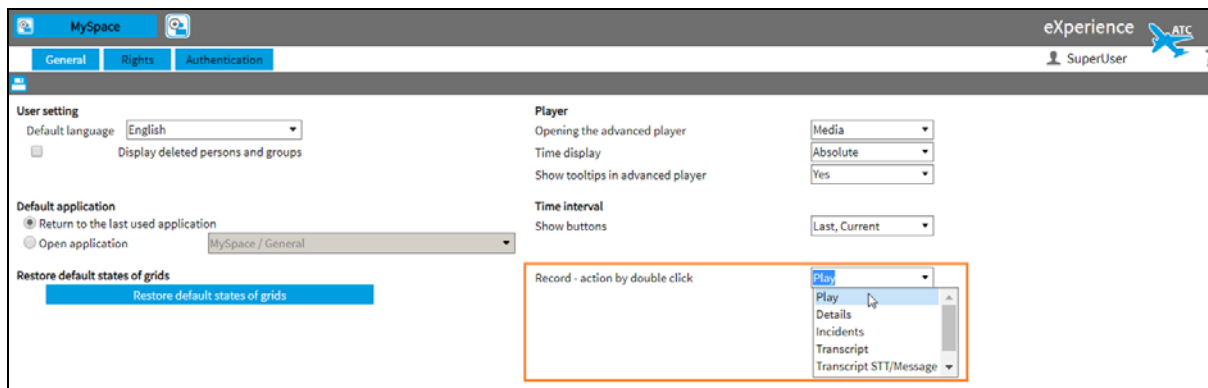 MySpace
eXperience
ATC
General
Rights
Authentication
SuperUser
User setting
Default language
English
Display deleted persons and groups
Default application
Return to the last used application
Open application
MySpace / General
Restore default states of grids
Restore default states of grids
Player
Opening the advanced player
Media
Time display
Absolute
Show tooltips in advanced player
Yes
Time interval
Show buttons
Last, Current
Record - action by double click
Play
Play
Details
Incidents
Transcript
Transcript STT/Message